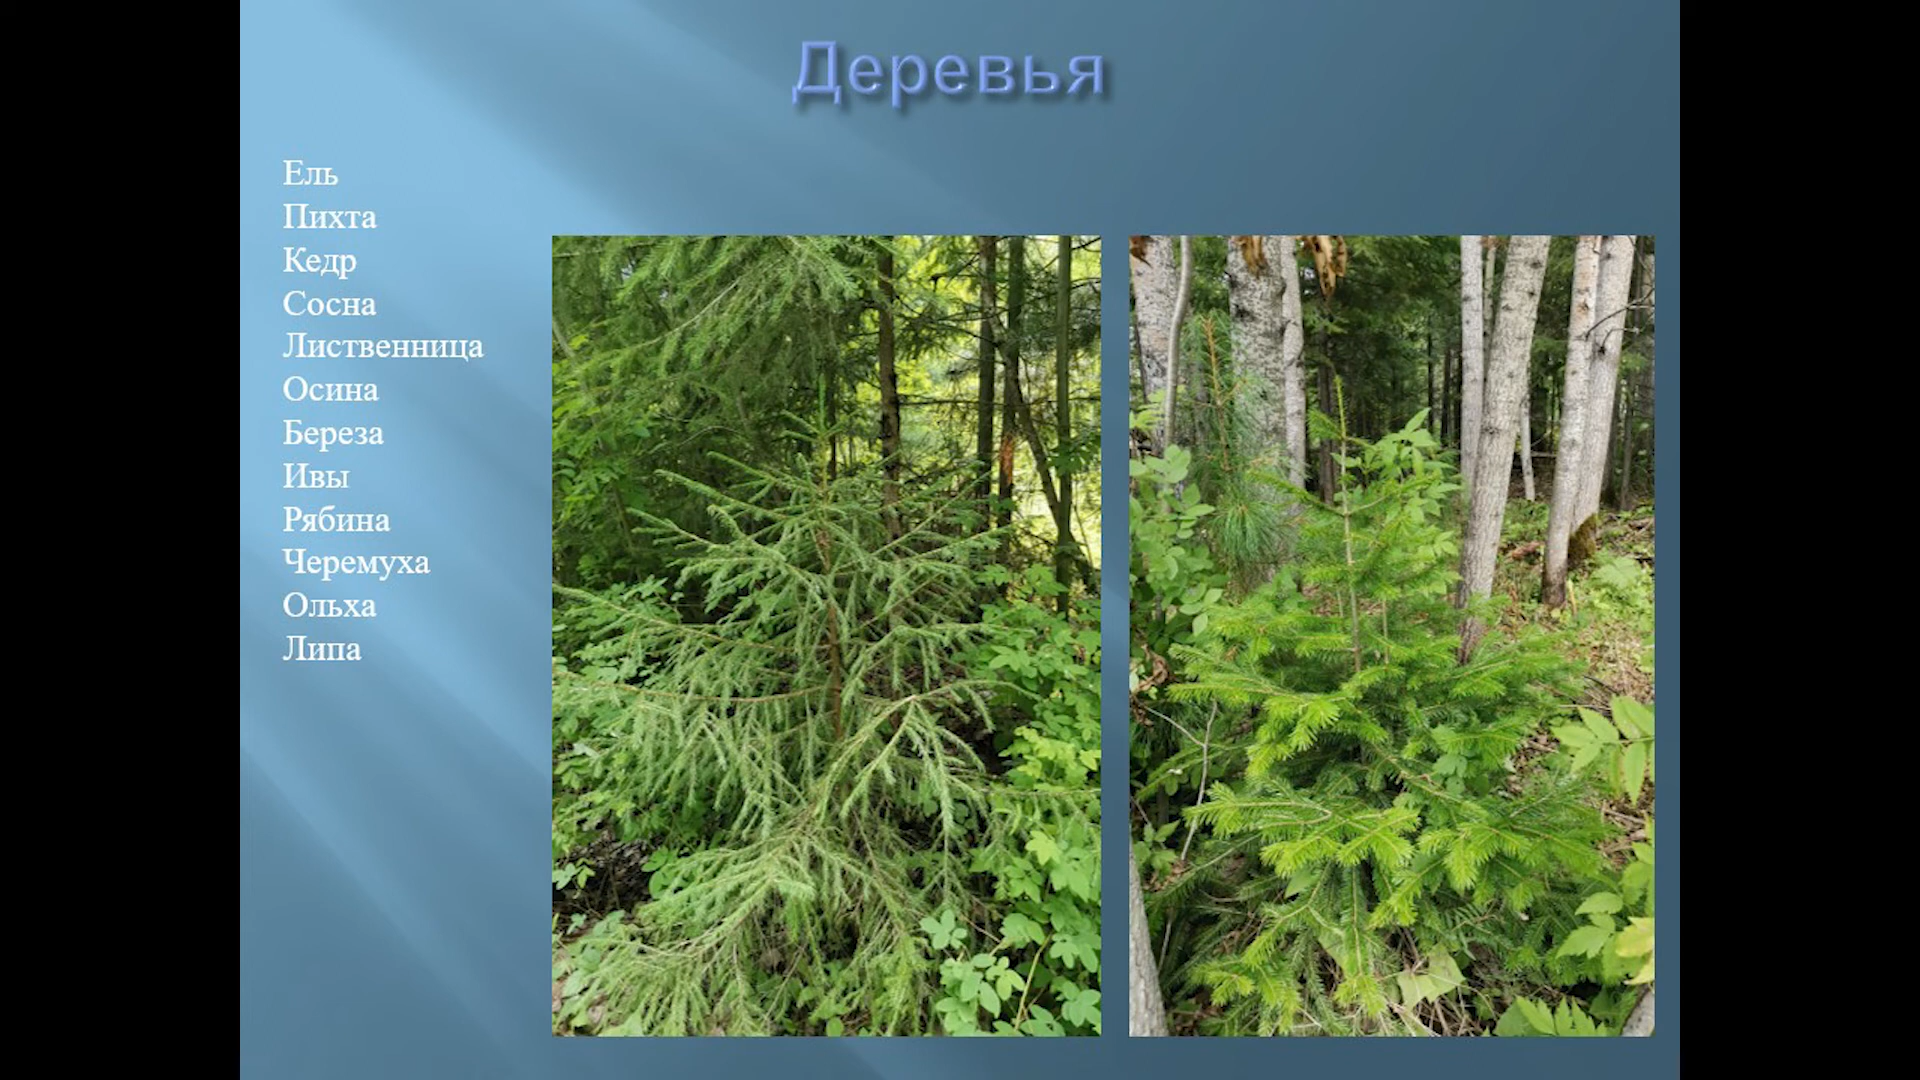 Деревья
Ель
Пихта
Кедр
Сосна
Лиственница
Осина
Береза
Ивы
Рябина
Черемуха
Ольха
Липа